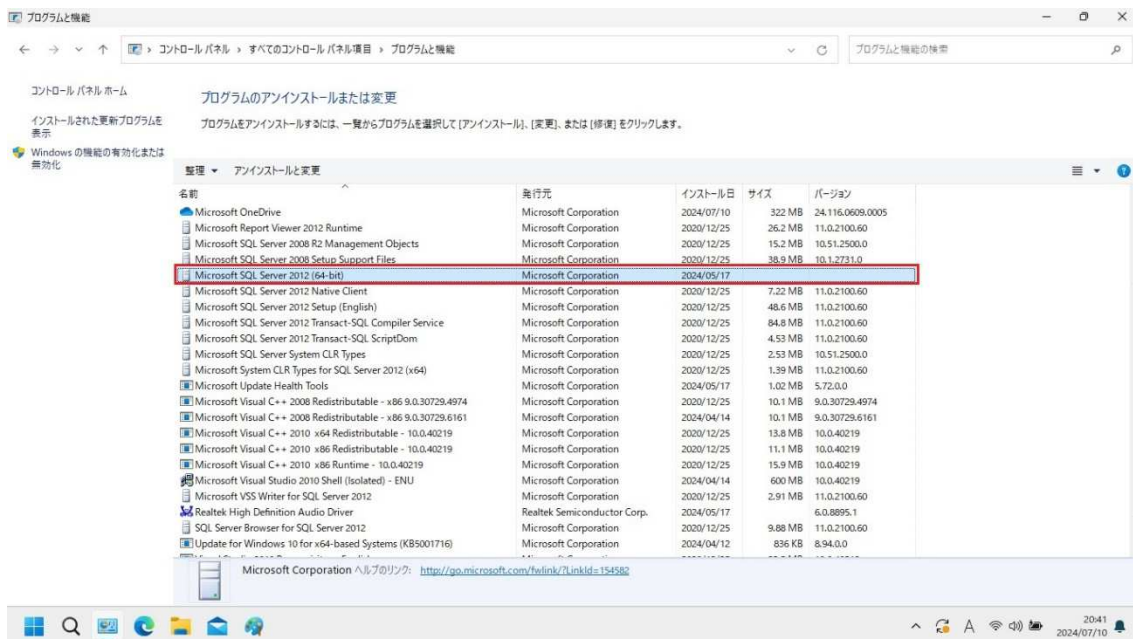 プログラムと機能
コントロール パネル › すべてのコントロール パネル項目 › プログラムと機能
プログラムと機能の検索
コントロール パネル ホーム
インストールされた更新プログラムを
表示
Windows の機能の有効化または
無効化
プログラムのアンインストールまたは変更
プログラムをアンインストールするには、一覧からプログラムを選択して [アンインストール]、[変更]、または [修復] をクリックします。
整理 アンインストールと変更
名前 発行元 インストール日 サイズ バージョン
Microsoft OneDrive Microsoft Corporation 2024/07/10 322 MB 24.116.0609.0005
Microsoft Report Viewer 2012 Runtime Microsoft Corporation 2020/12/25 26.2 MB 11.0.2100.60
Microsoft SQL Server 2008 R2 Management Objects Microsoft Corporation 2020/12/25 15.2 MB 10.51.2500.0
Microsoft SQL Server 2008 Setup Support Files Microsoft Corporation 2020/12/25 38.9 MB 10.1.2731.0
Microsoft SQL Server 2012 (64-bit) Microsoft Corporation 2024/05/17
Microsoft SQL Server 2012 Native Client Microsoft Corporation 2020/12/25 7.22 MB 11.0.2100.60
Microsoft SQL Server 2012 Setup (English) Microsoft Corporation 2020/12/25 48.6 MB 11.0.2100.60
Microsoft SQL Server 2012 Transact-SQL Compiler Service Microsoft Corporation 2020/12/25 84.8 MB 11.0.2100.60
Microsoft SQL Server 2012 Transact-SQL ScriptDom Microsoft Corporation 2020/12/25 4.53 MB 11.0.2100.60
Microsoft SQL Server System CLR Types Microsoft Corporation 2020/12/25 2.53 MB 10.51.2500.0
Microsoft System CLR Types for SQL Server 2012 (x64) Microsoft Corporation 2020/12/25 1.39 MB 11.0.2100.60
Microsoft Update Health Tools Microsoft Corporation 2024/05/17 1.02 MB 5.72.0.0
Microsoft Visual C++ 2008 Redistributable - x86 9.0.30729.4974 Microsoft Corporation 2020/12/25 10.1 MB 9.0.30729.4974
Microsoft Visual C++ 2008 Redistributable - x86 9.0.30729.6161 Microsoft Corporation 2024/04/14 10.1 MB 9.0.30729.6161
Microsoft Visual C++ 2010 x64 Redistributable - 10.0.40219 Microsoft Corporation 2020/12/25 13.8 MB 10.0.40219
Microsoft Visual C++ 2010 x86 Redistributable - 10.0.40219 Microsoft Corporation 2020/12/25 11.1 MB 10.0.40219
Microsoft Visual C++ 2010 x86 Runtime - 10.0.40219 Microsoft Corporation 2020/12/25 15.9 MB 10.0.40219
Microsoft Visual Studio 2010 Shell (Isolated) - ENU Microsoft Corporation 2024/04/14 600 MB 10.0.40219
Microsoft VSS Writer for SQL Server 2012 Microsoft Corporation 2020/12/25 2.91 MB 11.0.2100.60
Realtek High Definition Audio Driver Realtek Semiconductor Corp. 2024/05/17 6.0.8895.1
SQL Server Browser for SQL Server 2012 Microsoft Corporation 2020/12/25 9.88 MB 11.0.2100.60
Update for Windows 10 for x64-based Systems (KB5001716) Microsoft Corporation 2024/04/12 836 KB 8.94.0.0
Microsoft Corporation ヘルプのリンク: http://go.microsoft.com/fwlink/?LinkId=154582
A 20:41
2024/07/10